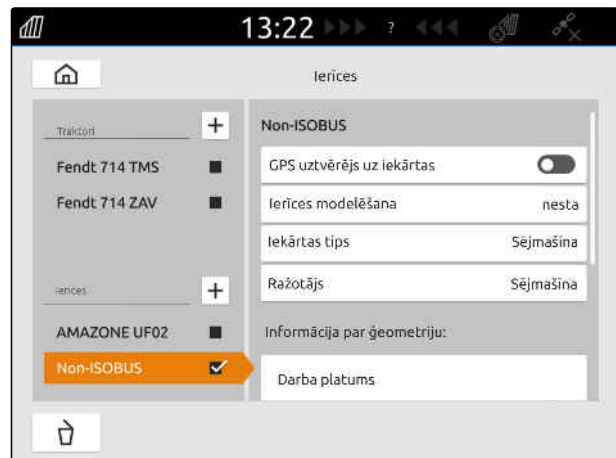 13:22 ?
Ierīces
Traktori
Fendt 714 TMS
Fendt 714 ZAV
Ierīces
AMAZONE UF02
Non-ISOBUS
Non-ISOBUS
GPS uztvērējs uz iekārtas
Ierīces modelēšana nesta
Iekārtas tips Sējmašīna
Ražotājs Sējmašīna
Informācija par ģeometriju:
Darba platums